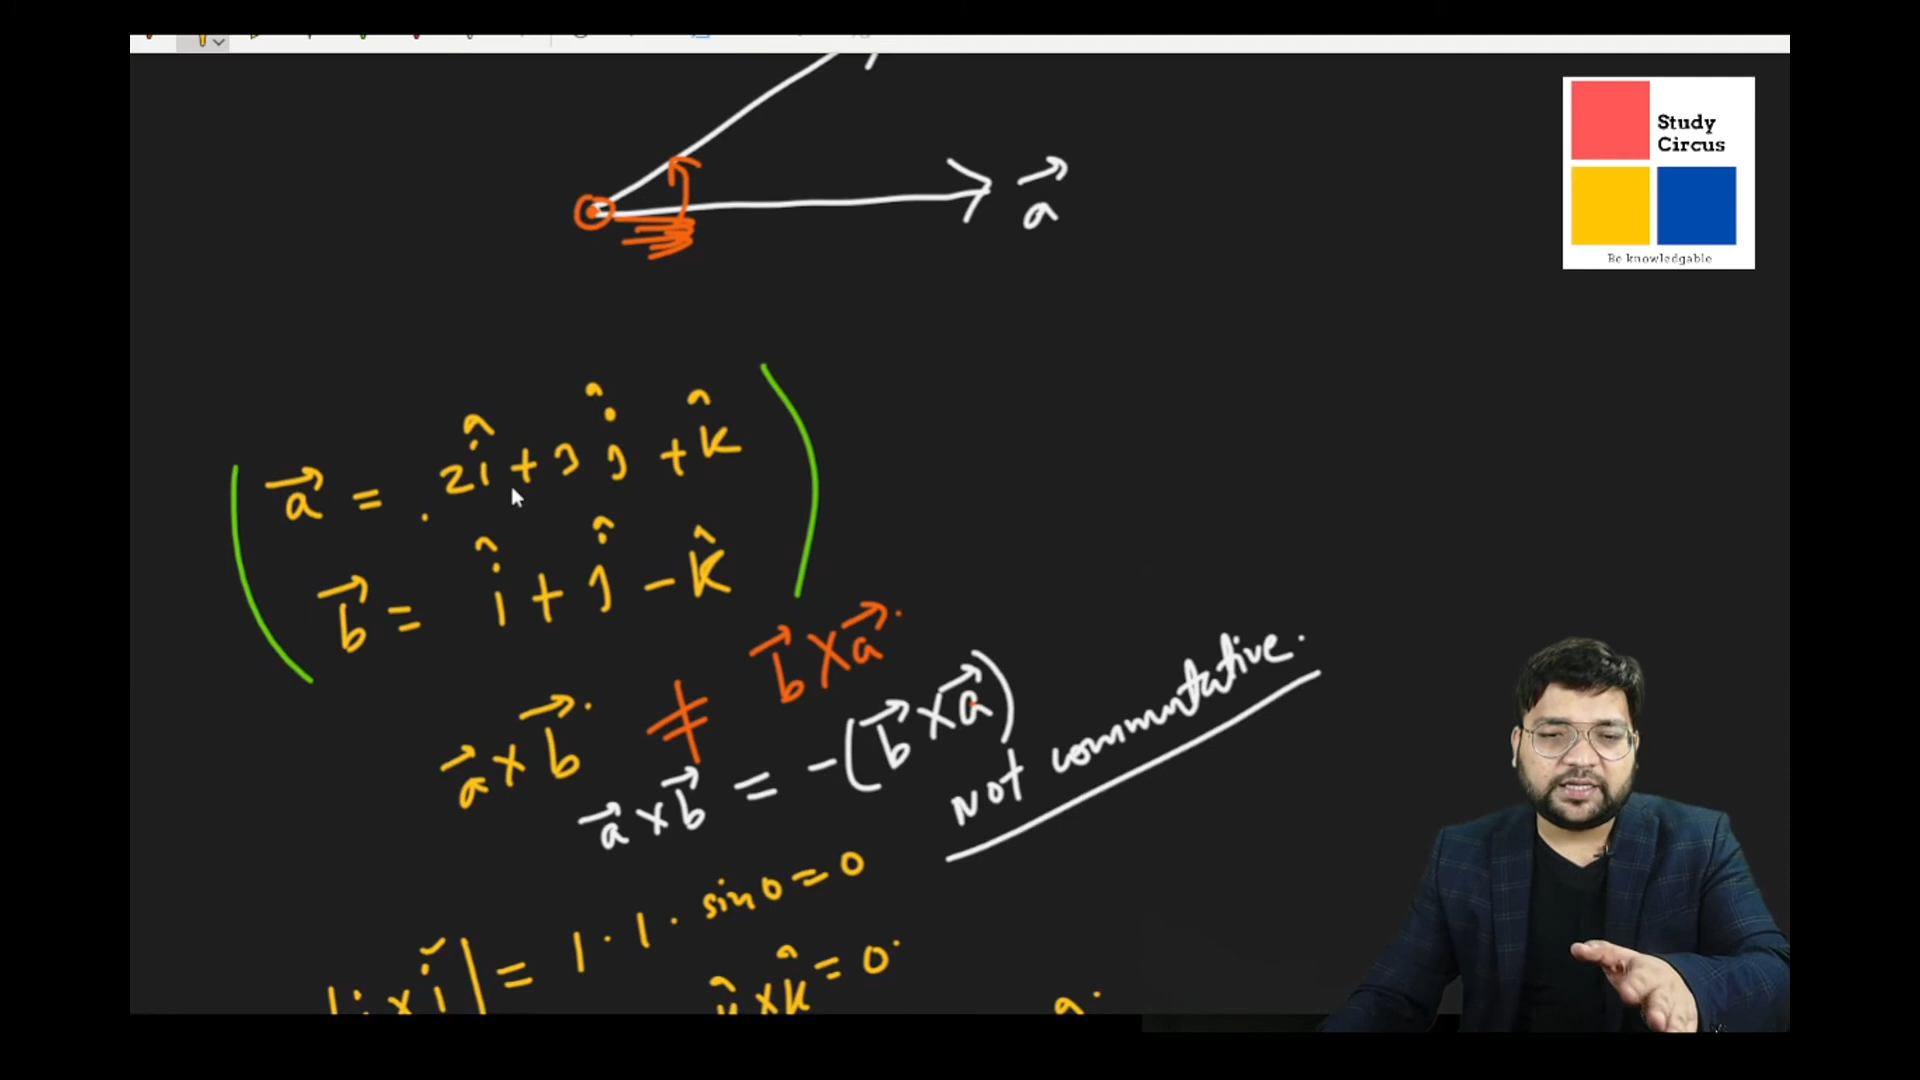 Study
Circus
Be knowledgable
a⃗
a⃗ = 2î + 3ĵ + k̂
b⃗ = î + ĵ - k̂
a⃗ × b⃗ ≠ b⃗ × a⃗
a⃗ × b⃗ = -(b⃗ × a⃗)
not commutative.
= 1 · 1 · sin 0 = 0
× k̂ = 0